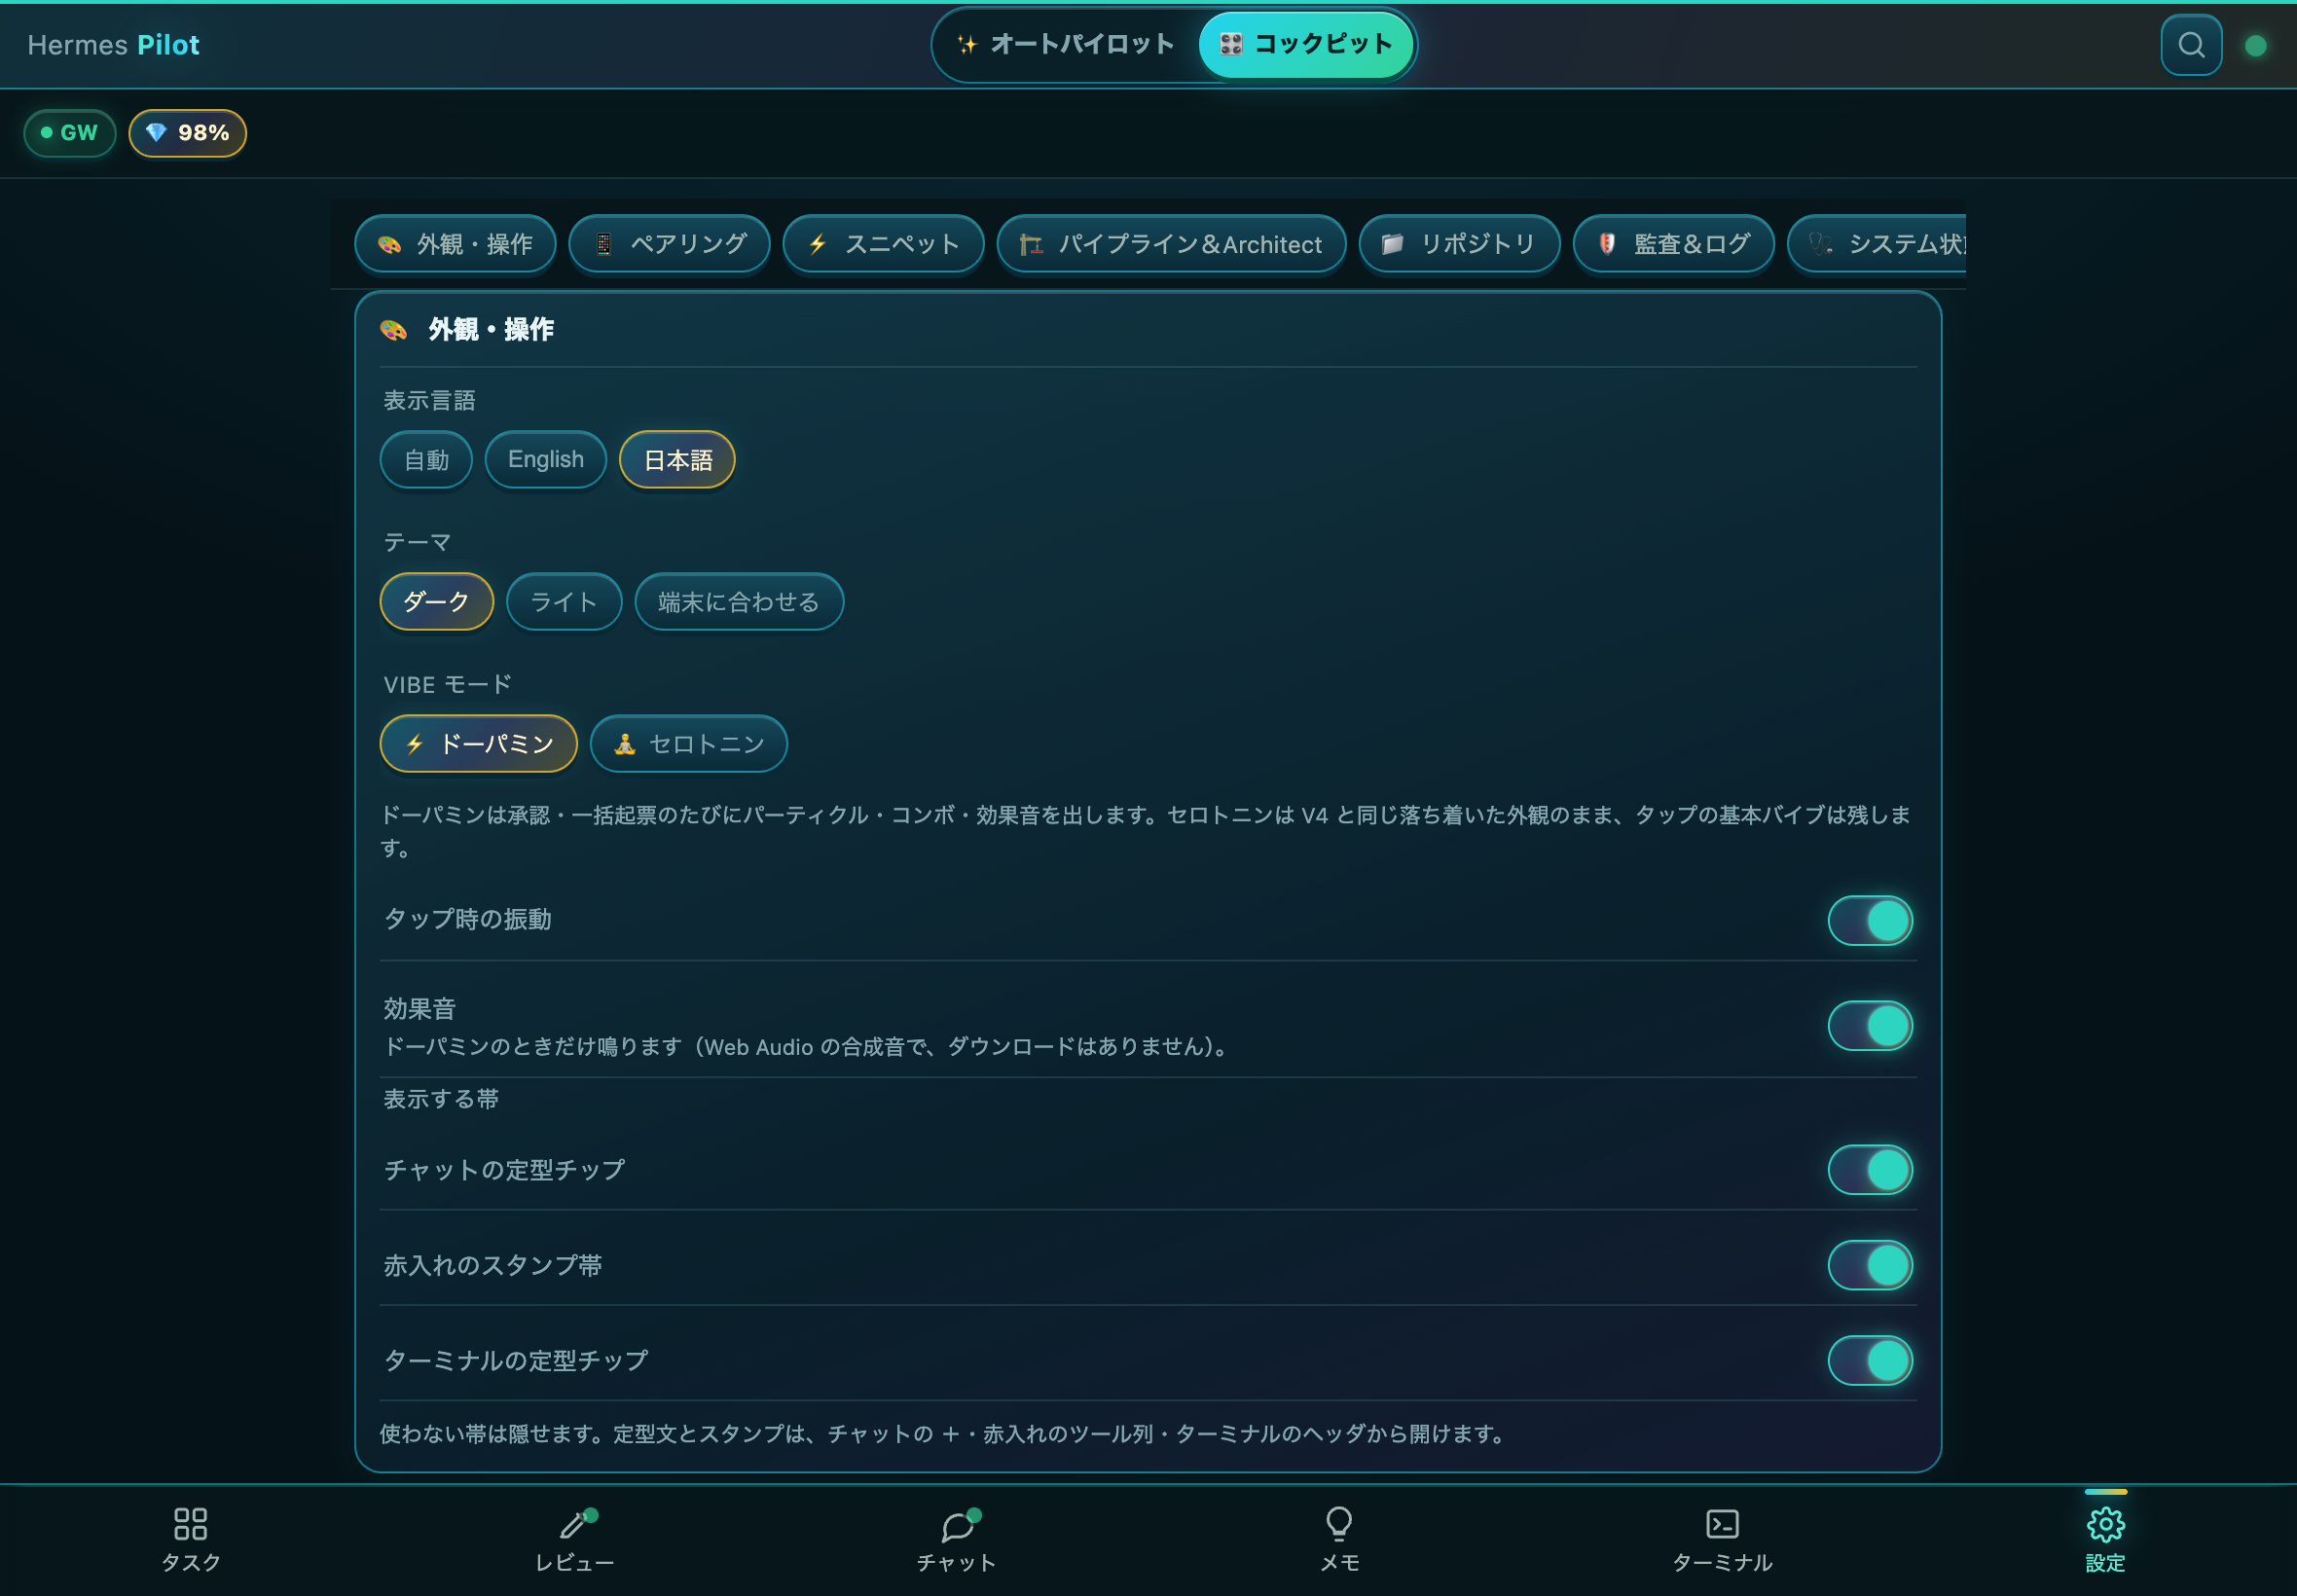 Hermes Pilot
オートパイロット
コックピット
GW
98%
外観・操作
ペアリング
スニペット
パイプライン＆Architect
リポジトリ
監査＆ログ
システム状
外観・操作
表示言語
自動
English
日本語
テーマ
ダーク
ライト
端末に合わせる
VIBE モード
ドーパミン
セロトニン
ドーパミンは承認・一括起票のたびにパーティクル・コンボ・効果音を出します。セロトニンは V4 と同じ落ち着いた外観のまま、タップの基本バイブは残しま
す。
タップ時の振動
効果音
ドーパミンのときだけ鳴ります（Web Audio の合成音で、ダウンロードはありません）。
表示する帯
チャットの定型チップ
赤入れのスタンプ帯
ターミナルの定型チップ
使わない帯は隠せます。定型文とスタンプは、チャットの ＋・赤入れのツール列・ターミナルのヘッダから開けます。
タスク
レビュー
チャット
メモ
ターミナル
設定